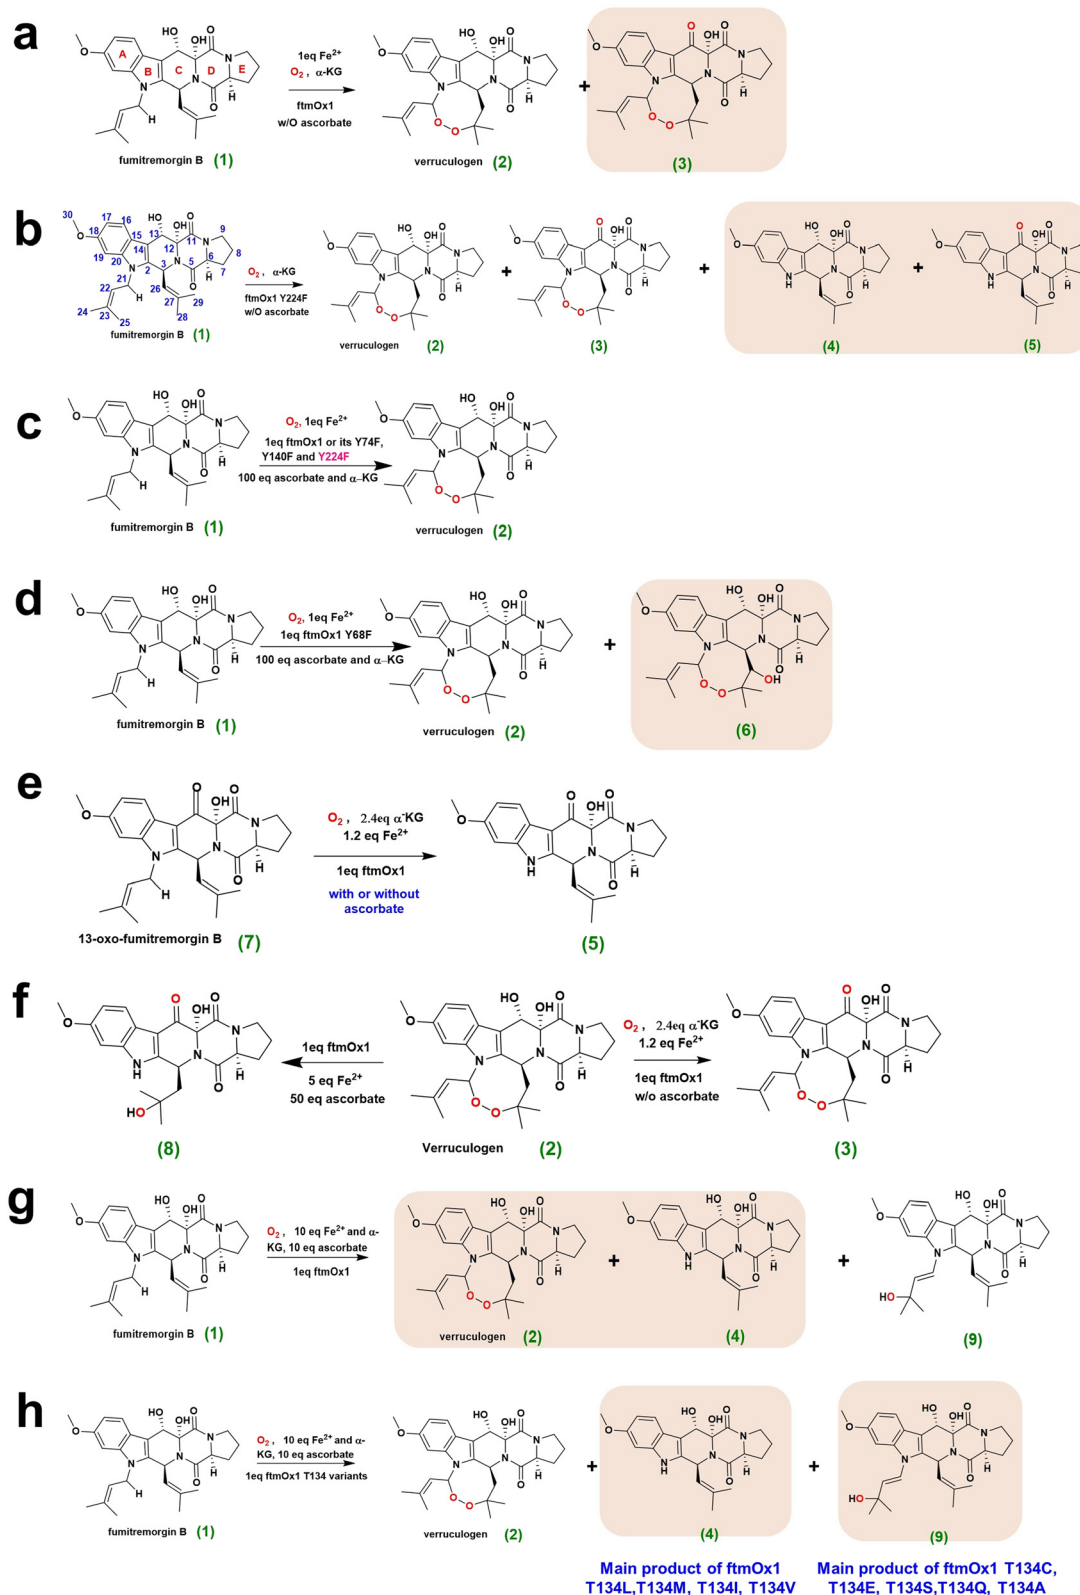 a
1eq Fe2+
O2 , α-KG
ftmOx1
w/O ascorbate
fumitremorgin B (1)
verruculogen (2)
(3)
A
B
C
D
E
b
O2 , α-KG
ftmOx1 Y224F
w/O ascorbate
fumitremorgin B (1)
verruculogen (2)
(3)
(4)
(5)
c
O2, 1eq Fe2+
1eq ftmOx1 or its Y74F,
Y140F and Y224F
100 eq ascorbate and α–KG
fumitremorgin B (1)
verruculogen (2)
d
O2, 1eq Fe2+
1eq ftmOx1 Y68F
100 eq ascorbate and α–KG
fumitremorgin B (1)
verruculogen (2)
(6)
e
O2 , 2.4eq α-KG
1.2 eq Fe2+
1eq ftmOx1
with or without
ascorbate
13-oxo-fumitremorgin B (7)
(5)
f
1eq ftmOx1
5 eq Fe2+
50 eq ascorbate
O2 , 2.4eq α-KG
1.2 eq Fe2+
1eq ftmOx1
w/o ascorbate
(8)
Verruculogen (2)
(3)
g
O2 , 10 eq Fe2+ and α-
KG, 10 eq ascorbate
1eq ftmOx1
fumitremorgin B (1)
verruculogen (2)
(4)
(9)
h
O2 , 10 eq Fe2+ and α-
KG, 10 eq ascorbate
1eq ftmOx1 T134 variants
fumitremorgin B (1)
verruculogen (2)
(4)
(9)
Main product of ftmOx1
T134L,T134M, T134I, T134V
Main product of ftmOx1 T134C,
T134E, T134S,T134Q, T134A